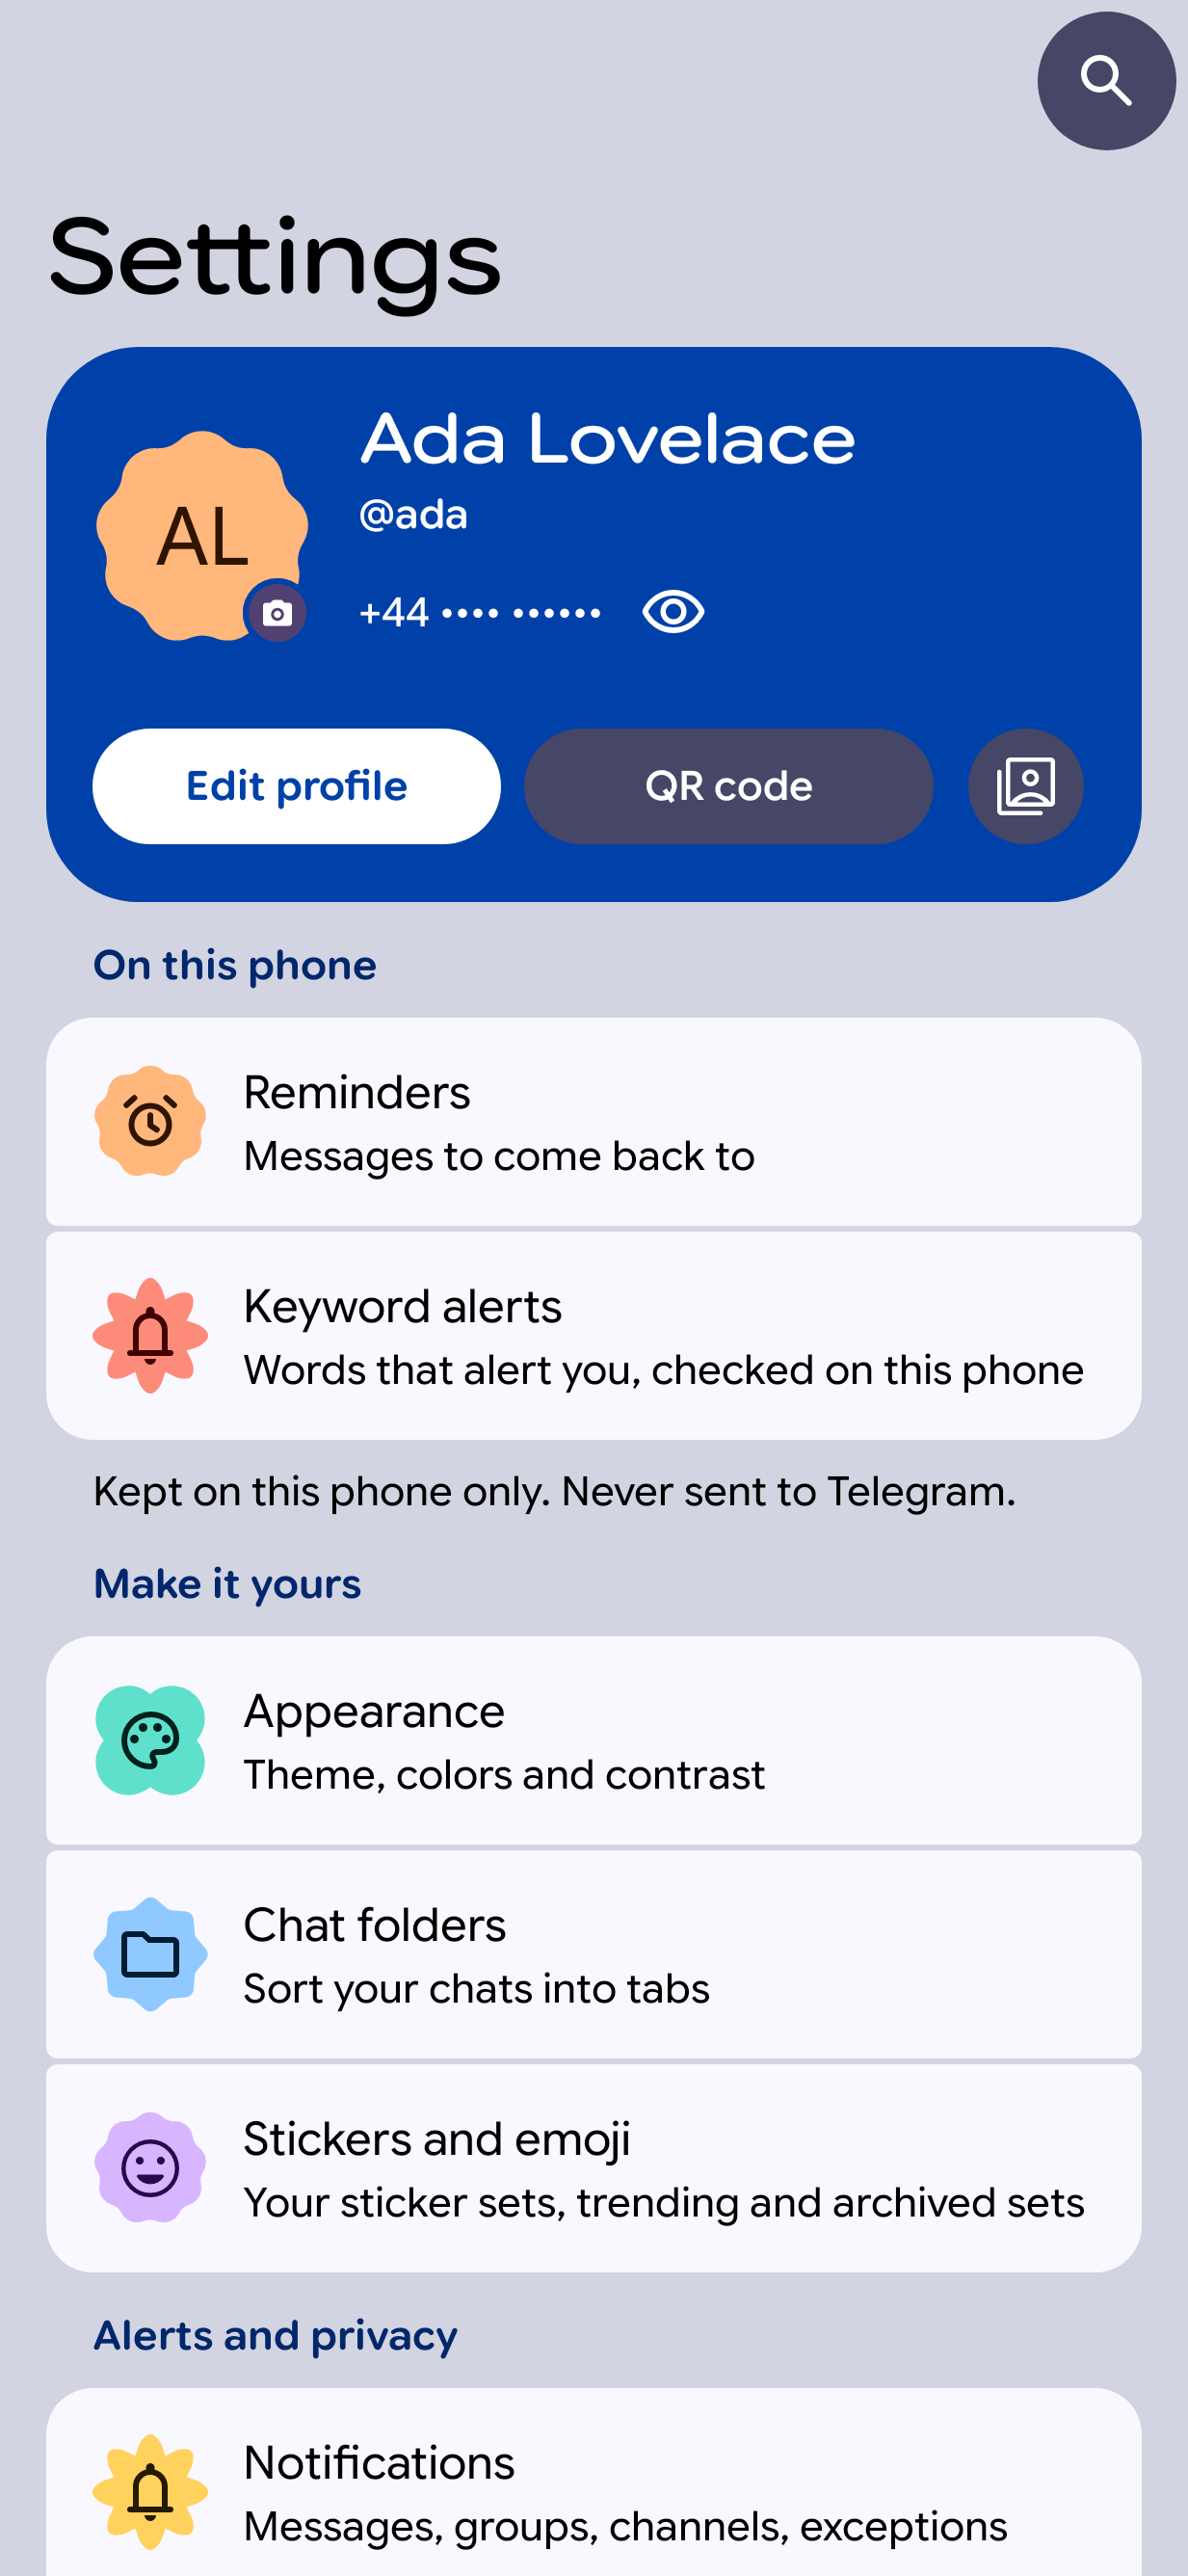 Settings
Ada Lovelace
@ada
AL
+44 •••• ••••••
Edit profile
QR code
On this phone
Reminders
Messages to come back to
Keyword alerts
Words that alert you, checked on this phone
Kept on this phone only. Never sent to Telegram.
Make it yours
Appearance
Theme, colors and contrast
Chat folders
Sort your chats into tabs
Stickers and emoji
Your sticker sets, trending and archived sets
Alerts and privacy
Notifications
Messages, groups, channels, exceptions